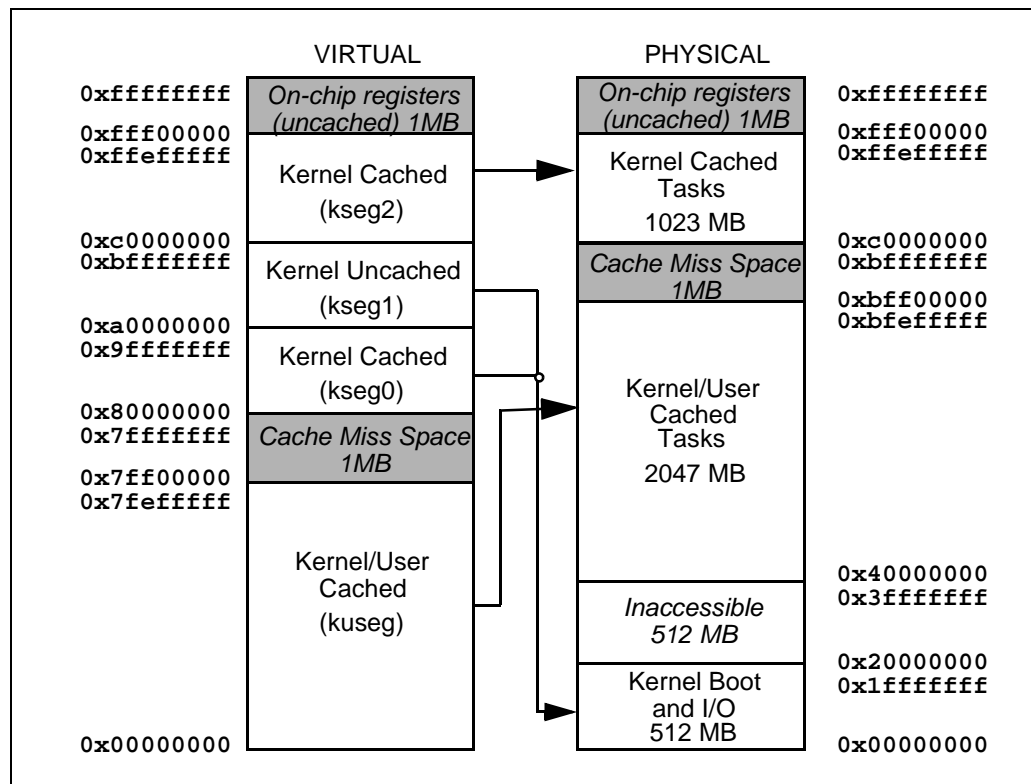 VIRTUAL
PHYSICAL
0xffffffff
On-chip registers
(uncached) 1MB
On-chip registers
(uncached) 1MB
0xffffffff
0xfff00000
0xffefffff
Kernel Cached
(kseg2)
Kernel Cached
Tasks
1023 MB
0xfff00000
0xffefffff
0xc0000000
0xbfffffff
Kernel Uncached
(kseg1)
Cache Miss Space
1MB
0xc0000000
0xbfffffff
0xbff00000
0xbfefffff
0xa0000000
0x9fffffff
Kernel Cached
(kseg0)
Kernel/User
Cached
Tasks
2047 MB
0x80000000
0x7fffffff
Cache Miss Space
1MB
0x7ff00000
0x7fefffff
Kernel/User
Cached
(kuseg)
0x40000000
0x3fffffff
Inaccessible
512 MB
0x20000000
0x1fffffff
Kernel Boot
and I/O
512 MB
0x00000000
0x00000000